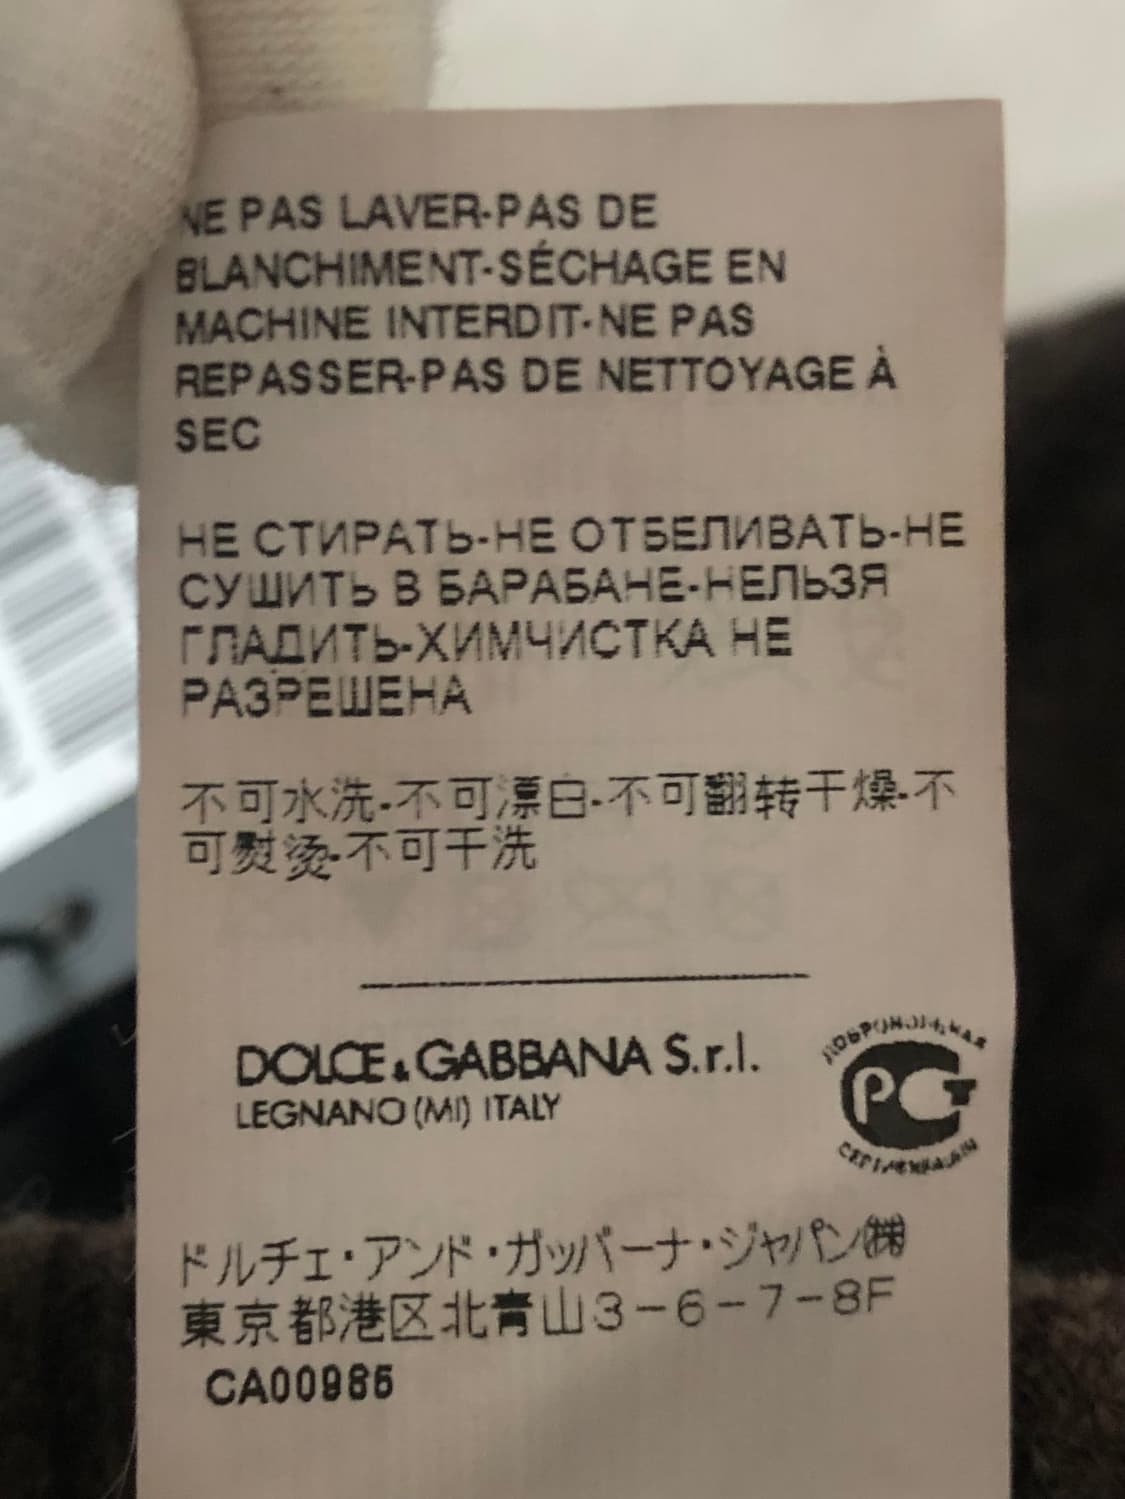 NE PAS LAVER-PAS DE
BLANCHIMENT-SÉCHAGE EN
MACHINE INTERDIT-NE PAS
REPASSER-PAS DE NETTOYAGE À
SEC
НЕ СТИРАТЬ-НЕ ОТБЕЛИВАТЬ-НЕ
СУШИТЬ В БАРАБАНЕ-НЕЛЬЗЯ
ГЛАДИТЬ-ХИМЧИСТКА НЕ
РАЗРЕШЕНА
不可水洗-不可漂白-不可翻转干燥-不
可熨烫-不可干洗
DOLCE & GABBANA S.r.l.
LEGNANO (MI) ITALY
ДОБРОВОЛЬНАЯ
РСТ
СЕРТИФИКАЦИЯ
ドルチェ・アンド・ガッバーナ・ジャパン㈱
東京都港区北青山3-6-7-8F
CA00986